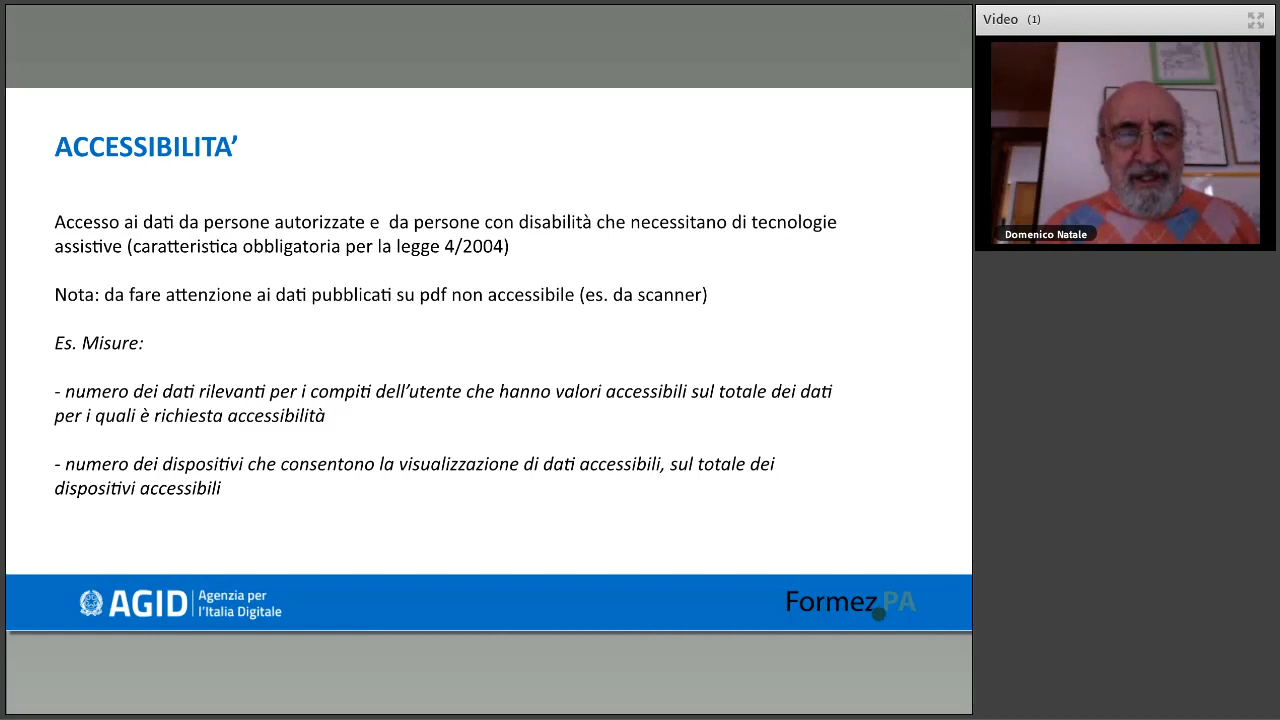 Video (1)
Domenico Natale
ACCESSIBILITA’
Accesso ai dati da persone autorizzate e  da persone con disabilità che necessitano di tecnologie
assistive (caratteristica obbligatoria per la legge 4/2004)
Nota: da fare attenzione ai dati pubblicati su pdf non accessibile (es. da scanner)
Es. Misure:
- numero dei dati rilevanti per i compiti dell’utente che hanno valori accessibili sul totale dei dati
per i quali è richiesta accessibilità
- numero dei dispositivi che consentono la visualizzazione di dati accessibili, sul totale dei
dispositivi accessibili
AGID
Agenzia per
l’Italia Digitale
Formez PA